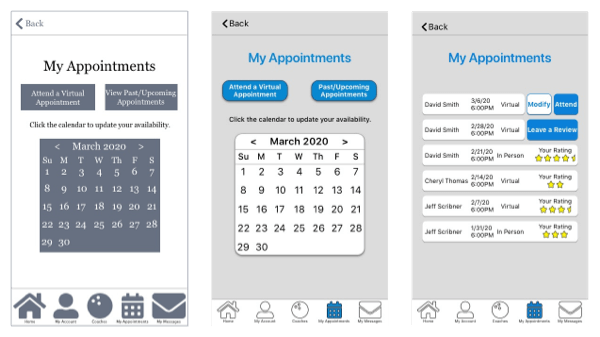 Back
My Appointments
Attend a Virtual
Appointment
View Past/Upcoming
Appointments
Click the calendar to update your availability.
< March 2020 >
Su M T W T F S
1 2 3 4 5 6 7
8 9 10 11 12 13 14
15 16 17 18 19 20 21
22 23 24 25 26 27 28
29 30
Home My Account Coaches My Appointments My Messages
Back
My Appointments
Attend a Virtual
Appointment
Past/Upcoming
Appointments
Click the calendar to update your availability.
< March 2020 >
Su M T W T F S
1 2 3 4 5 6 7
8 9 10 11 12 13 14
15 16 17 18 19 20 21
22 23 24 25 26 27 28
29 30
Home My Account Coaches My Appointments My Messages
Back
My Appointments
David Smith 3/6/20 6:00PM Virtual Modify Attend
David Smith 2/28/20 6:00PM Virtual Leave a Review
David Smith 2/21/20 6:00PM In Person Your Rating
Cheryl Thomas 2/14/20 6:00PM Virtual Your Rating
Jeff Scribner 2/7/20 6:00PM Virtual Your Rating
Jeff Scribner 1/31/20 6:00PM In Person Your Rating
Home My Account Coaches My Appointments My Messages